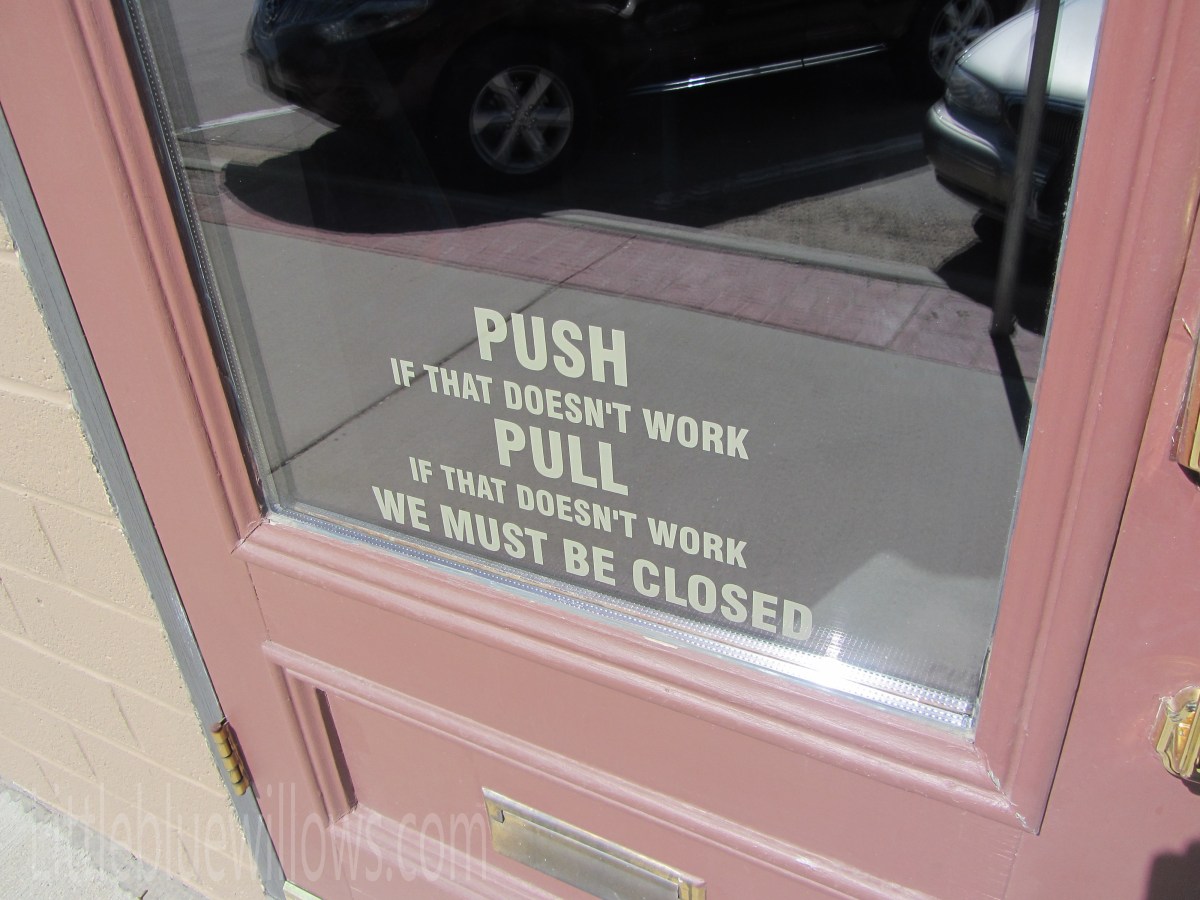 PUSH
IF THAT DOESN'T WORK
PULL
IF THAT DOESN'T WORK
WE MUST BE CLOSED
littlebluewillows.com